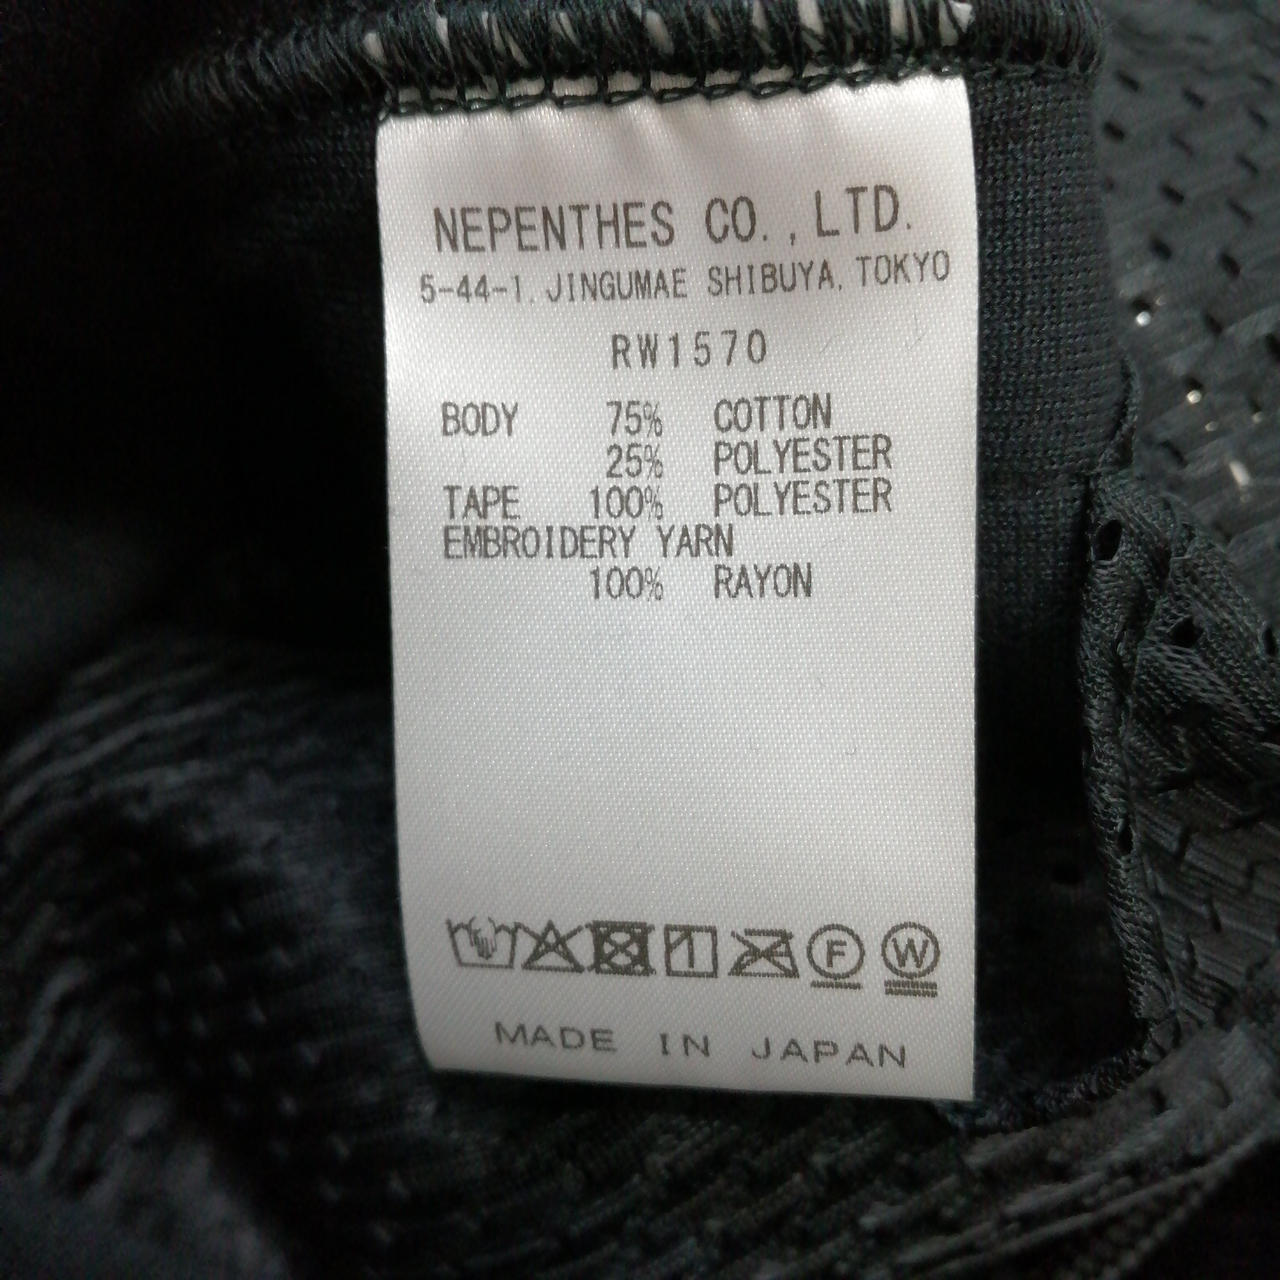 NEPENTHES CO.,LTD.
5-44-1, JINGUMAE SHIBUYA, TOKYO
RW1570
BODY 75% COTTON
25% POLYESTER
TAPE 100% POLYESTER
EMBROIDERY YARN
100% RAYON
F W
MADE IN JAPAN